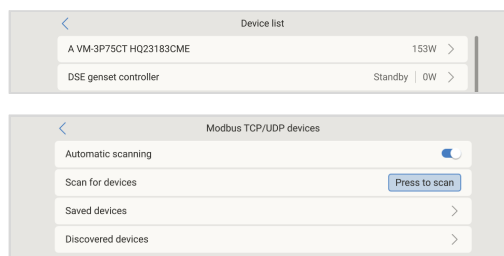 Device list
A VM-3P75CT HQ23183CME 153W
DSE genset controller Standby 0W
Modbus TCP/UDP devices
Automatic scanning
Scan for devices Press to scan
Saved devices
Discovered devices